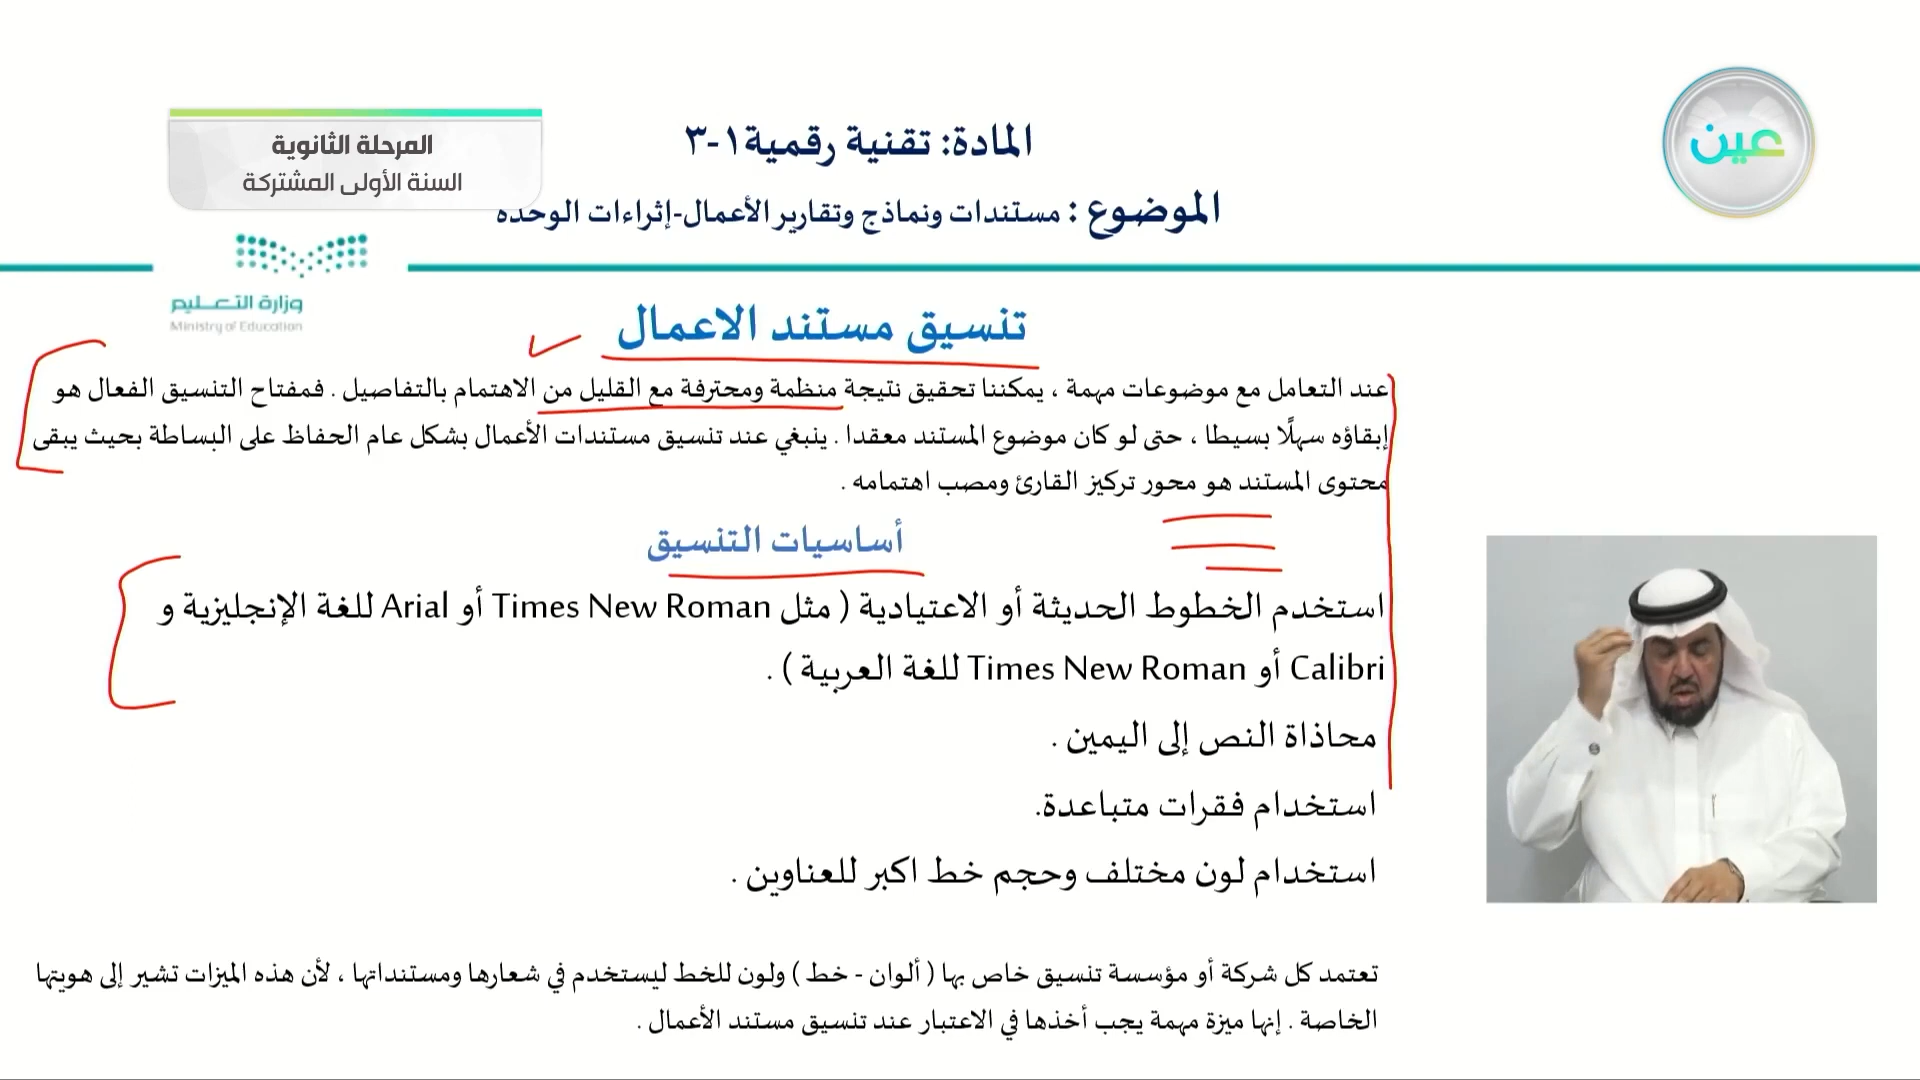 المرحلة الثانوية
السنة الأولى المشتركة
المادة: تقنية رقمية١-٣
الموضوع : مستندات ونماذج وتقارير الأعمال-إثراءات الوحدة
عين
وزارة التعـــليم
Ministry of Education
تنسيق مستند الاعمال
عند التعامل مع موضوعات مهمة ، يمكننا تحقيق نتيجة منظمة ومحترفة مع القليل من الاهتمام بالتفاصيل . فمفتاح التنسيق الفعال هو
إبقاؤه سهلًا بسيطا ، حتى لو كان موضوع المستند معقدا . ينبغي عند تنسيق مستندات الأعمال بشكل عام الحفاظ على البساطة بحيث يبقى
محتوى المستند هو محور تركيز القارئ ومصب اهتمامه .
أساسيات التنسيق
استخدم الخطوط الحديثة أو الاعتيادية ( مثل Times New Roman أو Arial للغة الإنجليزية و
Calibri أو Times New Roman للغة العربية ) .
محاذاة النص إلى اليمين .
استخدام فقرات متباعدة.
استخدام لون مختلف وحجم خط اكبر للعناوين .
تعتمد كل شركة أو مؤسسة تنسيق خاص بها ( ألوان - خط ) ولون للخط ليستخدم في شعارها ومستنداتها ، لأن هذه الميزات تشير إلى هويتها
الخاصة . إنها ميزة مهمة يجب أخذها في الاعتبار عند تنسيق مستند الأعمال .